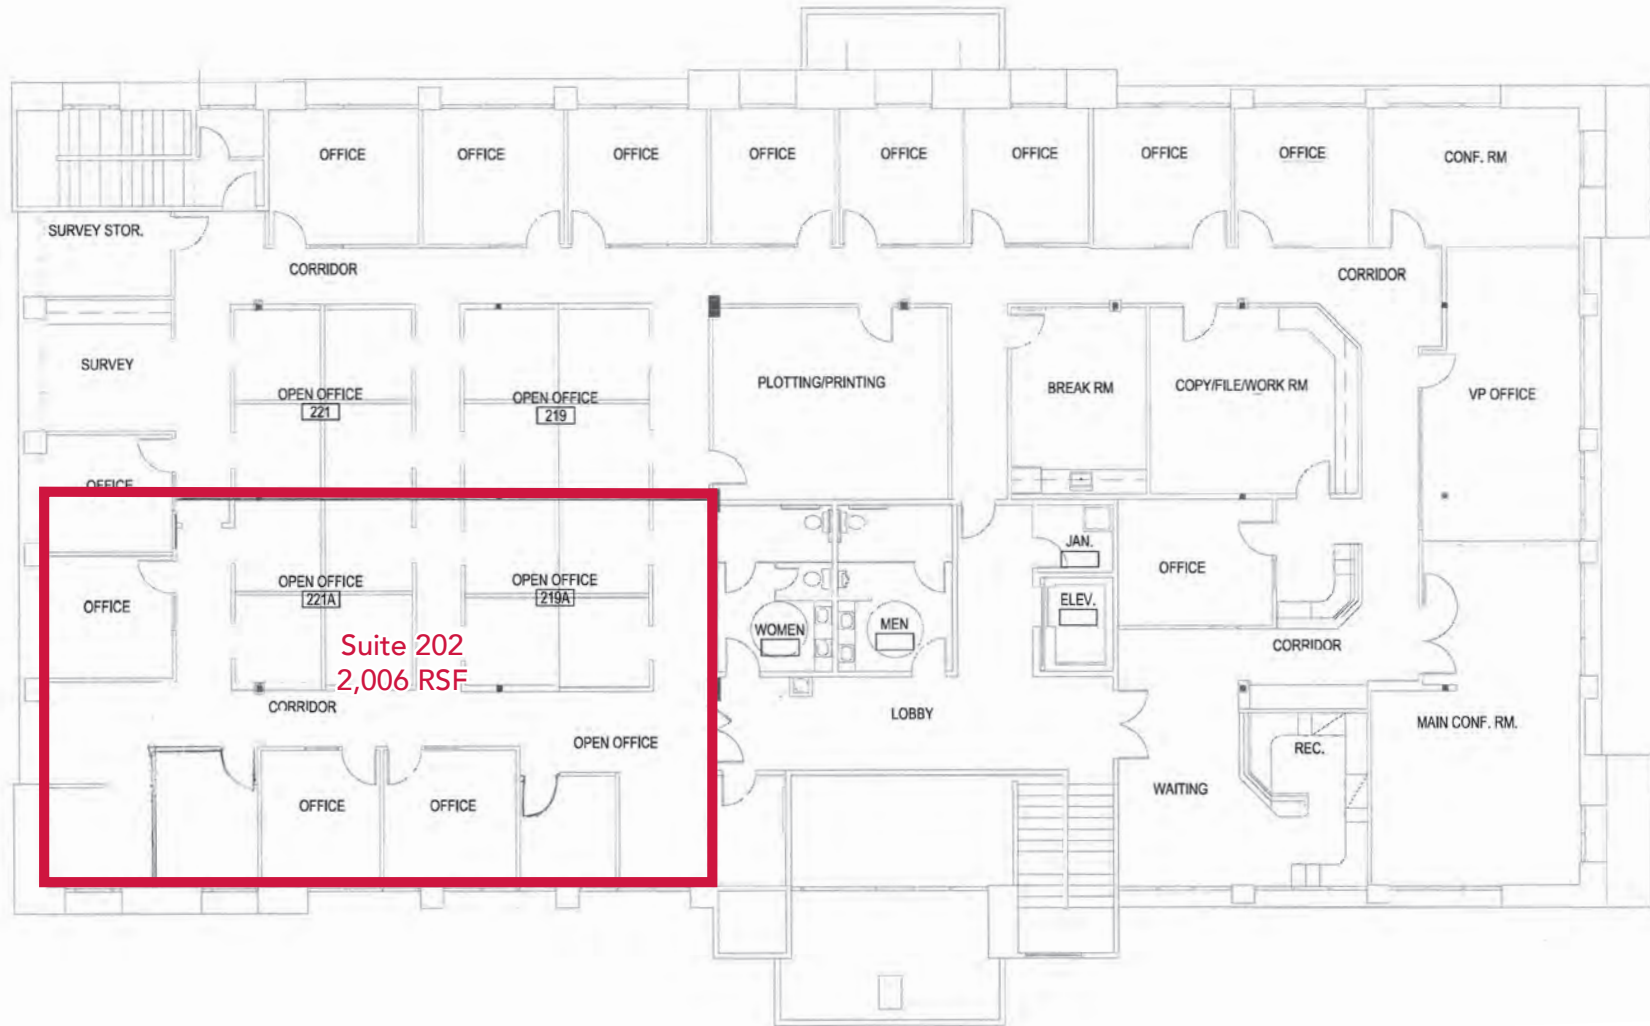 OFFICE
OFFICE
OFFICE
OFFICE
OFFICE
OFFICE
OFFICE
OFFICE
CONF. RM
SURVEY STOR.
CORRIDOR
CORRIDOR
SURVEY
OPEN OFFICE
221
OPEN OFFICE
219
PLOTTING/PRINTING
BREAK RM
COPY/FILE/WORK RM
VP OFFICE
OFFICE
JAN.
OFFICE
OFFICE
OPEN OFFICE
221A
OPEN OFFICE
219A
ELEV.
WOMEN
MEN
Suite 202
2,006 RSF
CORRIDOR
CORRIDOR
LOBBY
OPEN OFFICE
MAIN CONF. RM.
REC.
WAITING
OFFICE
OFFICE